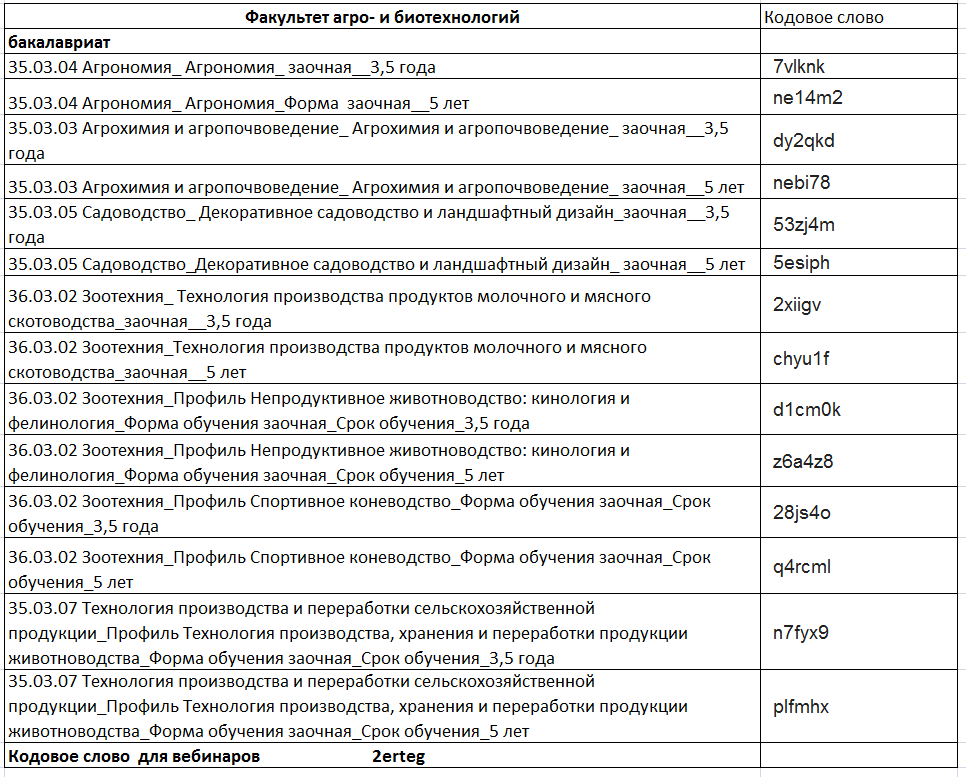 Факультет агро- и биотехнологий Кодовое слово
бакалавриат
35.03.04 Агрономия_ Агрономия_ заочная__3,5 года 7vlknk
35.03.04 Агрономия_ Агрономия_Форма заочная__5 лет ne14m2
35.03.03 Агрохимия и агропочвоведение_ Агрохимия и агропочвоведение_ заочная__3,5
года
dy2qkd
35.03.03 Агрохимия и агропочвоведение_ Агрохимия и агропочвоведение_ заочная__5 лет nebi78
35.03.05 Садоводство_ Декоративное садоводство и ландшафтный дизайн_заочная__3,5
года
53zj4m
35.03.05 Садоводство_Декоративное садоводство и ландшафтный дизайн_ заочная__5 лет 5esiph
36.03.02 Зоотехния_ Технология производства продуктов молочного и мясного
скотоводства_заочная__3,5 года
2xiigv
36.03.02 Зоотехния_Технология производства продуктов молочного и мясного
скотоводства_заочная__5 лет
chyu1f
36.03.02 Зоотехния_Профиль Непродуктивное животноводство: кинология и
фелинология_Форма обучения заочная_Срок обучения_3,5 года
d1cm0k
36.03.02 Зоотехния_Профиль Непродуктивное животноводство: кинология и
фелинология_Форма обучения заочная_Срок обучения_5 лет
z6a4z8
36.03.02 Зоотехния_Профиль Спортивное коневодство_Форма обучения заочная_Срок
обучения_3,5 года
28js4o
36.03.02 Зоотехния_Профиль Спортивное коневодство_Форма обучения заочная_Срок
обучения_5 лет
q4rcml
35.03.07 Технология производства и переработки сельскохозяйственной
продукции_Профиль Технология производства, хранения и переработки продукции
животноводства_Форма обучения заочная_Срок обучения_3,5 года
n7fyx9
35.03.07 Технология производства и переработки сельскохозяйственной
продукции_Профиль Технология производства, хранения и переработки продукции
животноводства_Форма обучения заочная_Срок обучения_5 лет
plfmhx
Кодовое слово для вебинаров 2erteg